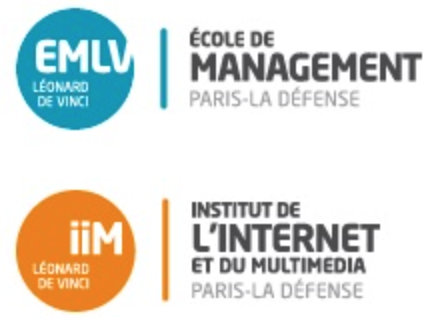 EMLV
LÉONARD
DE VINCI
ÉCOLE DE
MANAGEMENT
PARIS-LA DÉFENSE
iiM
LÉONARD
DE VINCI
INSTITUT DE
L'INTERNET
ET DU MULTIMEDIA
PARIS-LA DÉFENSE